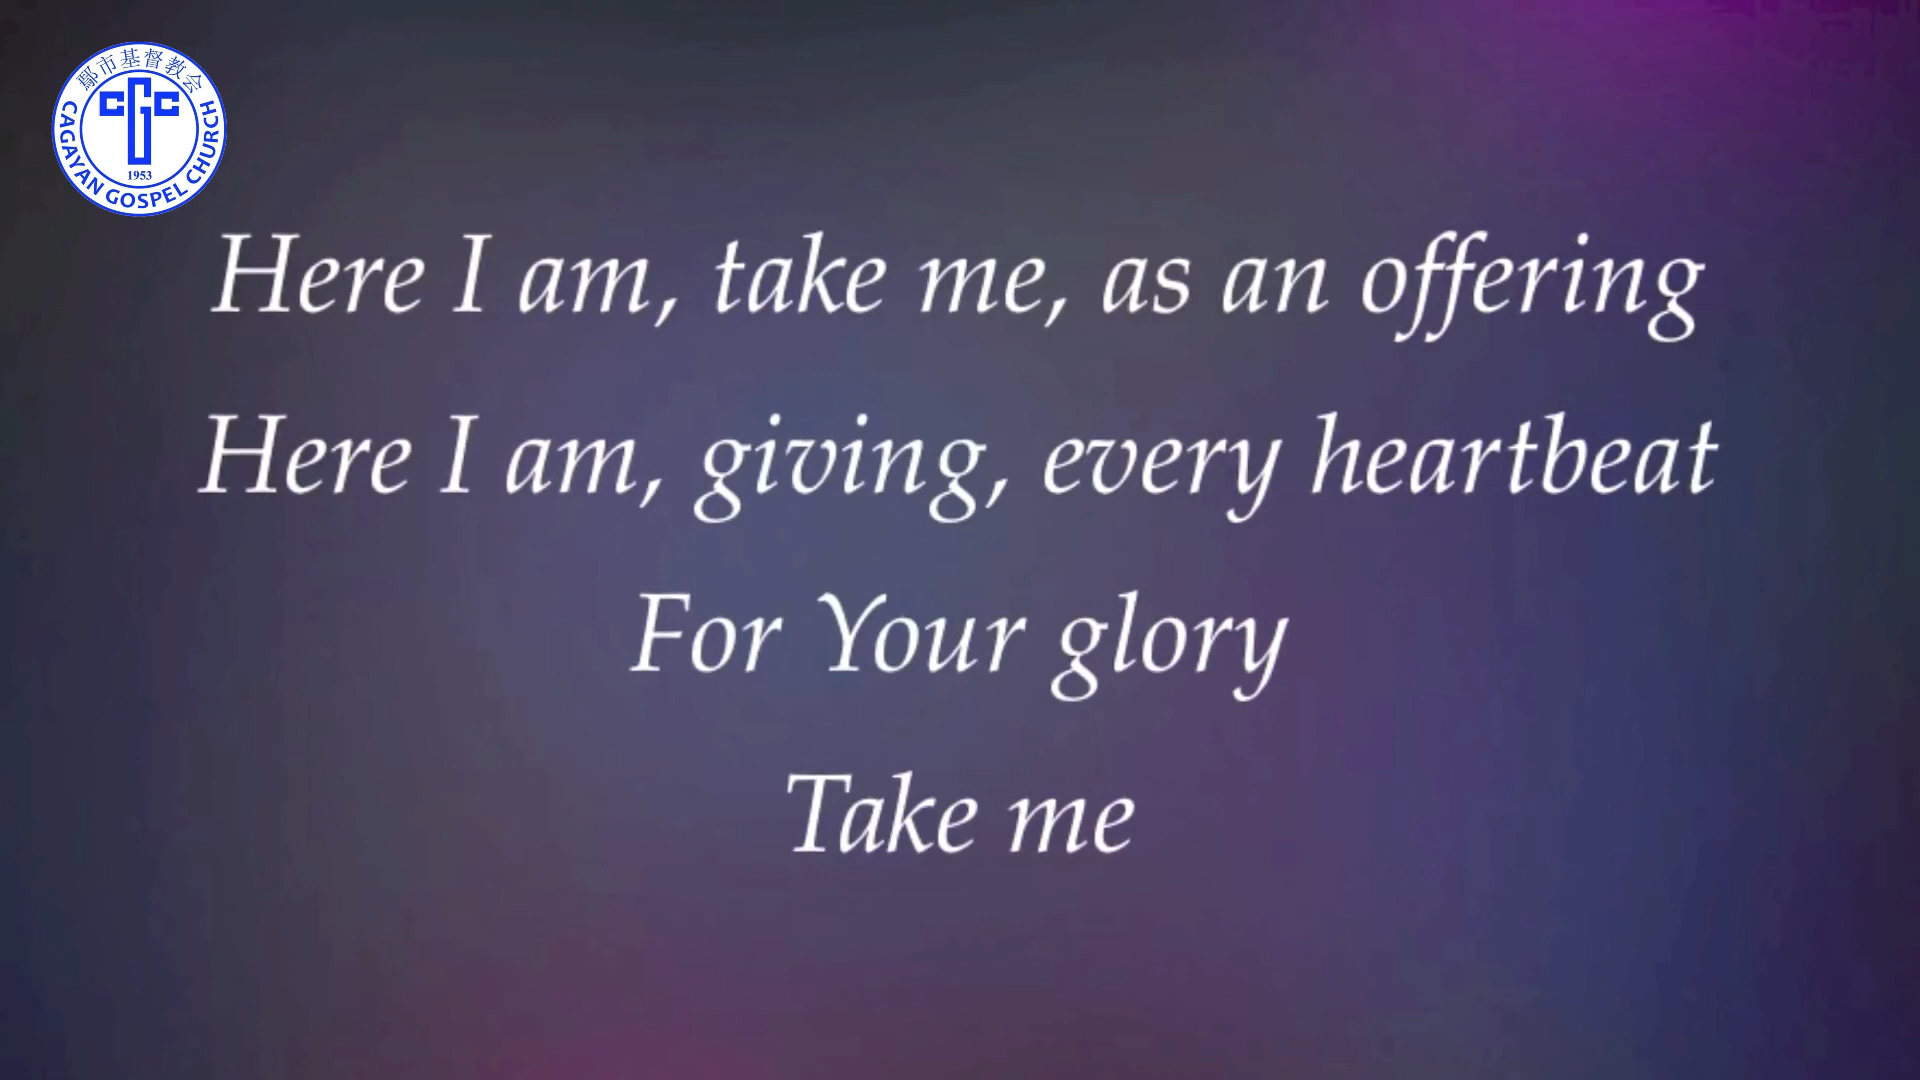 鄢市基督教会
CGC
1953
CAGAYAN GOSPEL CHURCH
Here I am, take me, as an offering
Here I am, giving, every heartbeat
For Your glory
Take me